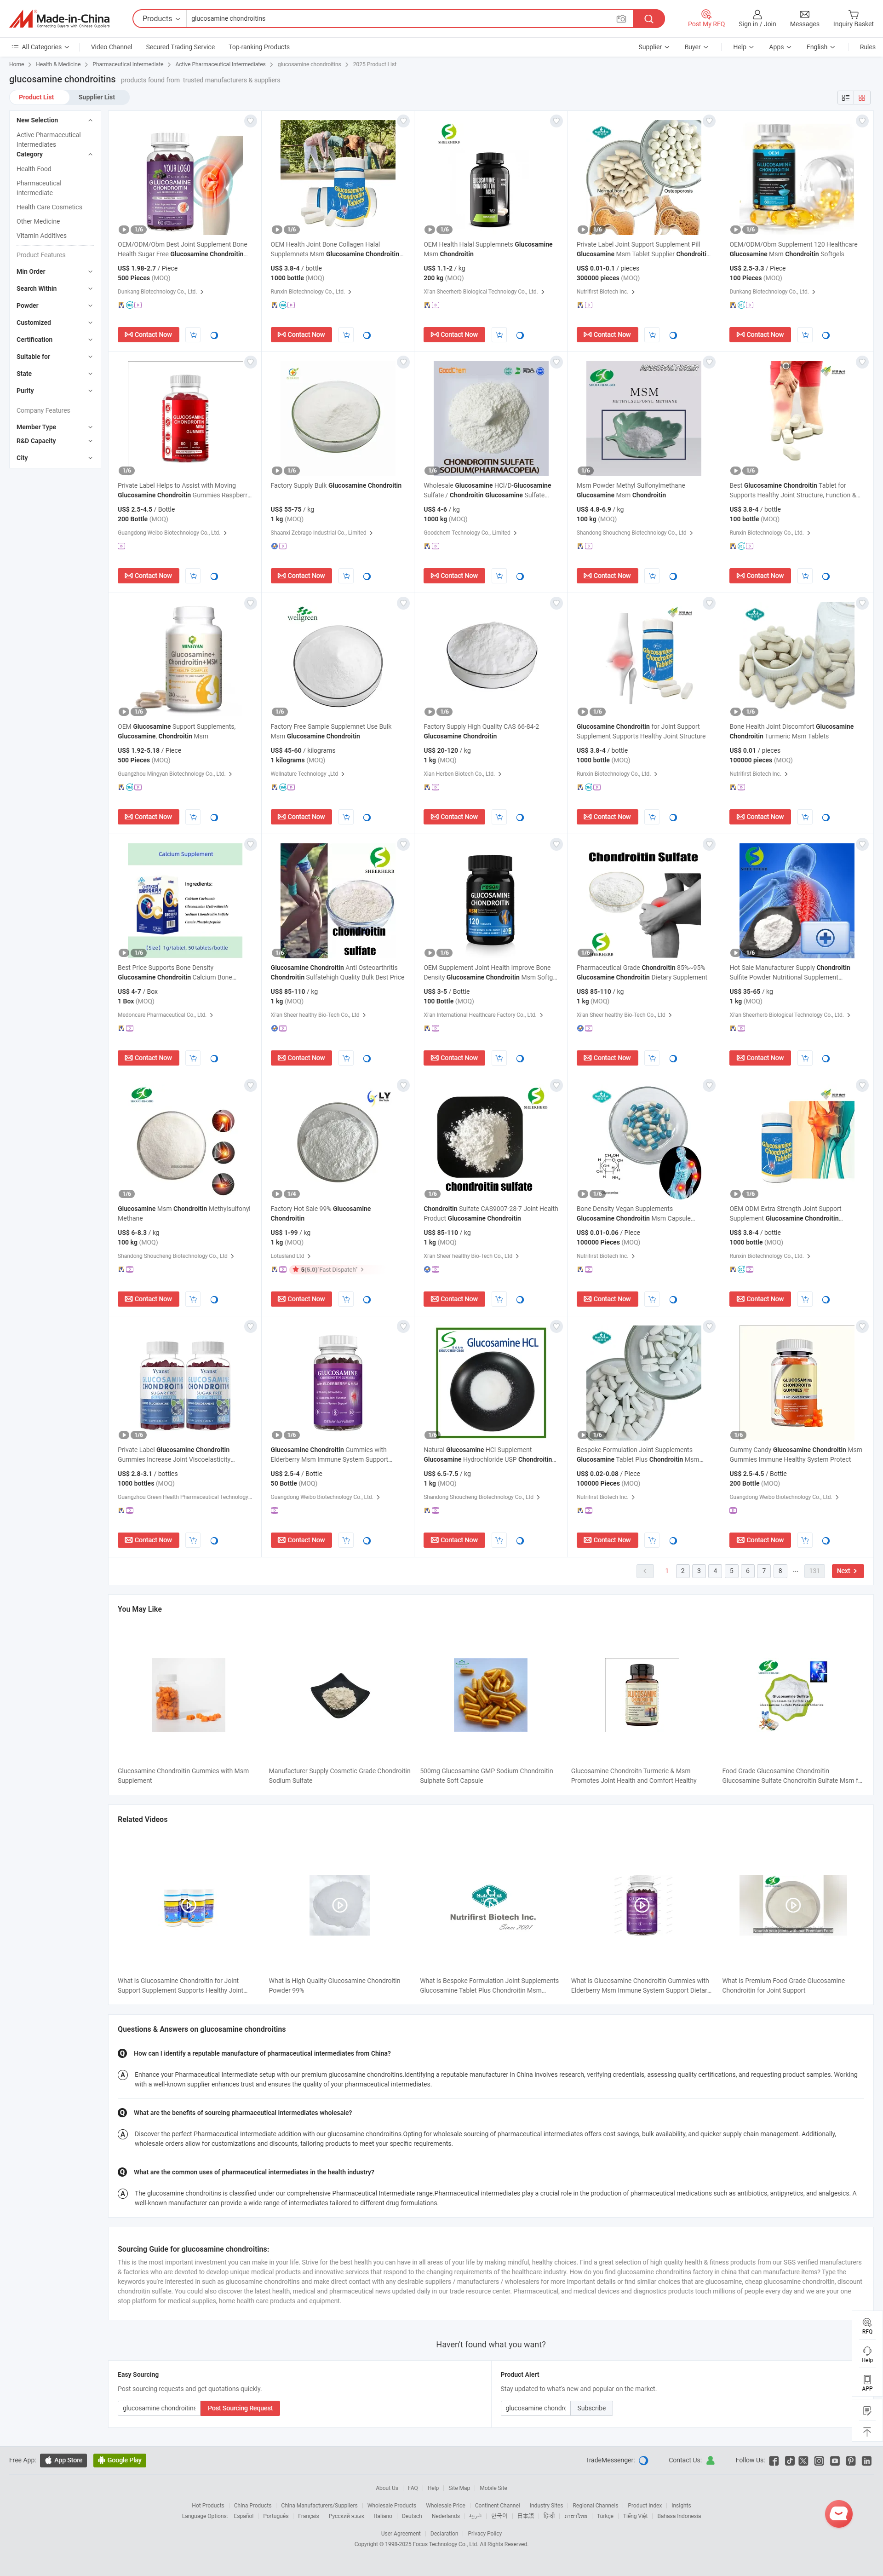 Made-in-China
Connecting Buyers with Chinese Suppliers
Products
glucosamine chondroitins
Post My RFQ
Sign in / Join
Messages
Inquiry Basket
All Categories
Video Channel
Secured Trading Service
Top-ranking Products
Supplier
Buyer
Help
Apps
English
Rules
Home > Health & Medicine > Pharmaceutical Intermediate > Active Pharmaceutical Intermediates > glucosamine chondroitins > 2025 Product List
glucosamine chondroitins products found from trusted manufacturers & suppliers
Product List
Supplier List
New Selection
Active Pharmaceutical
Intermediates
Category
Health Food
Pharmaceutical
Intermediate
Health Care Cosmetics
Other Medicine
Vitamin Additives
Product Features
Min Order
Search Within
Powder
Customized
Certification
Suitable for
State
Purity
Company Features
Member Type
R&D Capacity
City
OEM/ODM/Obm Best Joint Supplement Bone
Health Sugar Free Glucosamine Chondroitin...
US$ 1.98-2.7 / Piece
500 Pieces (MOQ)
Dunkang Biotechnology Co., Ltd.
Contact Now
OEM Health Joint Bone Collagen Halal
Supplemnets Msm Glucosamine Chondroitin...
US$ 3.8-4 / bottle
1000 bottle (MOQ)
Runxin Biotechnology Co., Ltd.
Contact Now
OEM Health Halal Supplemnets Glucosamine
Msm Chondroitin
US$ 1.1-2 / kg
200 kg (MOQ)
Xi'an Sheerherb Biological Technology Co., Ltd.
Contact Now
Private Label Joint Support Supplement Pill
Glucosamine Msm Tablet Supplier Chondroiti...
US$ 0.01-0.1 / pieces
300000 pieces (MOQ)
Nutrifirst Biotech Inc.
Contact Now
OEM/ODM/Obm Supplement 120 Healthcare
Glucosamine Msm Chondroitin Softgels
US$ 2.5-3.3 / Piece
100 Pieces (MOQ)
Dunkang Biotechnology Co., Ltd.
Contact Now
Private Label Helps to Assist with Moving
Glucosamine Chondroitin Gummies Raspberr...
US$ 2.5-4.5 / Bottle
200 Bottle (MOQ)
Guangdong Weibo Biotechnology Co., Ltd.
Contact Now
Factory Supply Bulk Glucosamine Chondroitin
US$ 55-75 / kg
1 kg (MOQ)
Shaanxi Zebrago Industrial Co., Limited
Contact Now
CHONDROITIN SULFATE
SODIUM(PHARMACOPEIA)
Wholesale Glucosamine HCl/D-Glucosamine
Sulfate / Chondroitin Glucosamine Sulfate...
US$ 4-6 / kg
1000 kg (MOQ)
Goodchem Technology Co., Limited
Contact Now
MANUFACTURER
MSM
METHYLSULFONYL METHANE
Msm Powder Methyl Sulfonylmethane
Glucosamine Msm Chondroitin
US$ 4.8-6.9 / kg
100 kg (MOQ)
Shandong Shoucheng Biotechnology Co., Ltd
Contact Now
Best Glucosamine Chondroitin Tablet for
Supports Healthy Joint Structure, Function &...
US$ 3.8-4 / bottle
100 bottle (MOQ)
Runxin Biotechnology Co., Ltd.
Contact Now
OEM Glucosamine Support Supplements,
Glucosamine, Chondroitin Msm
US$ 1.92-5.18 / Piece
500 Pieces (MOQ)
Guangzhou Mingyan Biotechnology Co., Ltd.
Contact Now
wellgreen
Factory Free Sample Supplemnet Use Bulk
Msm Glucosamine Chondroitin
US$ 45-60 / kilograms
1 kilograms (MOQ)
Wellnature Technology .,Ltd
Contact Now
Factory Supply High Quality CAS 66-84-2
Glucosamine Chondroitin
US$ 20-120 / kg
1 kg (MOQ)
Xian Herben Biotech Co., Ltd.
Contact Now
Glucosamine Chondroitin for Joint Support
Supplement Supports Healthy Joint Structure
US$ 3.8-4 / bottle
1000 bottle (MOQ)
Runxin Biotechnology Co., Ltd.
Contact Now
Bone Health Joint Discomfort Glucosamine
Chondroitin Turmeric Msm Tablets
US$ 0.01 / pieces
100000 pieces (MOQ)
Nutrifirst Biotech Inc.
Contact Now
Calcium Supplement
Ingredients:
Best Price Supports Bone Density
Glucosamine Chondroitin Calcium Bone...
US$ 4-7 / Box
1 Box (MOQ)
Medoncare Pharmaceutical Co., Ltd.
Contact Now
SHEERHERB
chondroitin
sulfate
Glucosamine Chondroitin Anti Osteoarthritis
Chondroitin Sulfatehigh Quality Bulk Best Price
US$ 85-110 / kg
1 kg (MOQ)
Xi'an Sheer healthy Bio-Tech Co., Ltd
Contact Now
OEM Supplement Joint Health Improve Bone
Density Glucosamine Chondroitin Msm Softg...
US$ 3-5 / Bottle
100 Bottle (MOQ)
Xi'an International Healthcare Factory Co., Ltd.
Contact Now
Chondroitin Sulfate
Pharmaceutical Grade Chondroitin 85%~95%
Glucosamine Chondroitin Dietary Supplement
US$ 85-110 / kg
1 kg (MOQ)
Xi'an Sheer healthy Bio-Tech Co., Ltd
Contact Now
Hot Sale Manufacturer Supply Chondroitin
Sulfite Powder Nutritional Supplement...
US$ 35-65 / kg
1 kg (MOQ)
Xi'an Sheerherb Biological Technology Co., Ltd.
Contact Now
Glucosamine Msm Chondroitin Methylsulfonyl
Methane
US$ 6-8.3 / kg
100 kg (MOQ)
Shandong Shoucheng Biotechnology Co., Ltd
Contact Now
Factory Hot Sale 99% Glucosamine
Chondroitin
US$ 1-99 / kg
1 kg (MOQ)
Lotusland Ltd
5(5.0)"Fast Dispatch"
Contact Now
chondroitin sulfate
Chondroitin Sulfate CAS9007-28-7 Joint Health
Product Glucosamine Chondroitin
US$ 85-110 / kg
1 kg (MOQ)
Xi'an Sheer healthy Bio-Tech Co., Ltd
Contact Now
Bone Density Vegan Supplements
Glucosamine Chondroitin Msm Capsule...
US$ 0.01-0.06 / Piece
100000 Pieces (MOQ)
Nutrifirst Biotech Inc.
Contact Now
OEM ODM Extra Strength Joint Support
Supplement Glucosamine Chondroitin...
US$ 3.8-4 / bottle
1000 bottle (MOQ)
Runxin Biotechnology Co., Ltd.
Contact Now
Private Label Glucosamine Chondroitin
Gummies Increase Joint Viscoelasticity...
US$ 2.8-3.1 / bottles
1000 bottles (MOQ)
Guangzhou Green Health Pharmaceutical Technology...
Contact Now
Glucosamine Chondroitin Gummies with
Elderberry Msm Immune System Support...
US$ 2.5-4 / Bottle
50 Bottle (MOQ)
Guangdong Weibo Biotechnology Co., Ltd.
Contact Now
Glucosamine HCL
Natural Glucosamine HCl Supplement
Glucosamine Hydrochloride USP Chondroitin...
US$ 6.5-7.5 / kg
1 kg (MOQ)
Shandong Shoucheng Biotechnology Co., Ltd
Contact Now
Bespoke Formulation Joint Supplements
Glucosamine Tablet Plus Chondroitin Msm...
US$ 0.02-0.08 / Piece
100000 Pieces (MOQ)
Nutrifirst Biotech Inc.
Contact Now
Gummy Candy Glucosamine Chondroitin Msm
Gummies Immune Healthy System Protect
US$ 2.5-4.5 / Bottle
200 Bottle (MOQ)
Guangdong Weibo Biotechnology Co., Ltd.
Contact Now
1 2 3 4 5 6 7 8 ... 131 Next
You May Like
Glucosamine Chondroitin Gummies with Msm
Supplement
Manufacturer Supply Cosmetic Grade Chondroitin
Sodium Sulfate
500mg Glucosamine GMP Sodium Chondroitin
Sulphate Soft Capsule
Glucosamine Chondroitn Turmeric & Msm
Promotes Joint Health and Comfort Healthy
Food Grade Glucosamine Chondroitin
Glucosamine Sulfate Chondroitin Sulfate Msm f...
Related Videos
Nutrifirst Biotech Inc.
Since 2001
What is Glucosamine Chondroitin for Joint
Support Supplement Supports Healthy Joint...
What is High Quality Glucosamine Chondroitin
Powder 99%
What is Bespoke Formulation Joint Supplements
Glucosamine Tablet Plus Chondroitin Msm...
What is Glucosamine Chondroitin Gummies with
Elderberry Msm Immune System Support Dietar...
What is Premium Food Grade Glucosamine
Chondroitin for Joint Support
Questions & Answers on glucosamine chondroitins
Q How can I identify a reputable manufacture of pharmaceutical intermediates from China?
A Enhance your Pharmaceutical Intermediate setup with our premium glucosamine chondroitins.Identifying a reputable manufacturer in China involves research, verifying credentials, assessing quality certifications, and requesting product samples. Working
with a well-known supplier enhances trust and ensures the quality of your pharmaceutical intermediates.
Q What are the benefits of sourcing pharmaceutical intermediates wholesale?
A Discover the perfect Pharmaceutical Intermediate addition with our glucosamine chondroitins.Opting for wholesale sourcing of pharmaceutical intermediates offers cost savings, bulk availability, and quicker supply chain management. Additionally,
wholesale orders allow for customizations and discounts, tailoring products to meet your specific requirements.
Q What are the common uses of pharmaceutical intermediates in the health industry?
A The glucosamine chondroitins is classified under our comprehensive Pharmaceutical Intermediate range.Pharmaceutical intermediates play a crucial role in the production of pharmaceutical medications such as antibiotics, antipyretics, and analgesics. A
well-known manufacturer can provide a wide range of intermediates tailored to different drug formulations.
Sourcing Guide for glucosamine chondroitins:
This is the most important investment you can make in your life. Strive for the best health you can have in all areas of your life by making mindful, healthy choices. Find a great selection of high quality health & fitness products from our SGS verified manufacturers
& factories who are devoted to develop unique medical products and innovative services that respond to the changing requirements of the healthcare industry. How do you find glucosamine chondroitins factory in china that can manufacture items? Type the
keywords you're interested in such as glucosamine chondroitins and make direct contact with any desirable suppliers / manufacturers / wholesalers for more important details or find similar choices that are glucosamine, cheap glucosamine chondroitin, discount
chondroitin sulfate. You could also discover the latest health, medical and pharmaceutical news updated daily in our trade resource center. Pharmaceutical, and medical devices and diagnostics products touch millions of people every day and we are your one
stop platform for medical supplies, home health care products and equipment.
Haven't found what you want?
Easy Sourcing
Post sourcing requests and get quotations quickly.
glucosamine chondroitins
Post Sourcing Request
Product Alert
Stay updated to what's new and popular on the market.
glucosamine chondro
Subscribe
RFQ
Help
APP
Free App:
App Store
Google Play
TradeMessenger:
Contact Us:
Follow Us:
About Us
FAQ
Help
Site Map
Mobile Site
Hot Products
China Products
China Manufacturers/Suppliers
Wholesale Products
Wholesale Price
Continent Channel
Industry Sites
Regional Channels
Product Index
Insights
Language Options:
Español
Português
Français
Русский язык
Italiano
Deutsch
Nederlands
العربية
한국어
日本語
हिन्दी
ภาษาไทย
Türkçe
Tiếng Việt
Bahasa Indonesia
User Agreement
Declaration
Privacy Policy
Copyright © 1998-2025 Focus Technology Co., Ltd. All Rights Reserved.